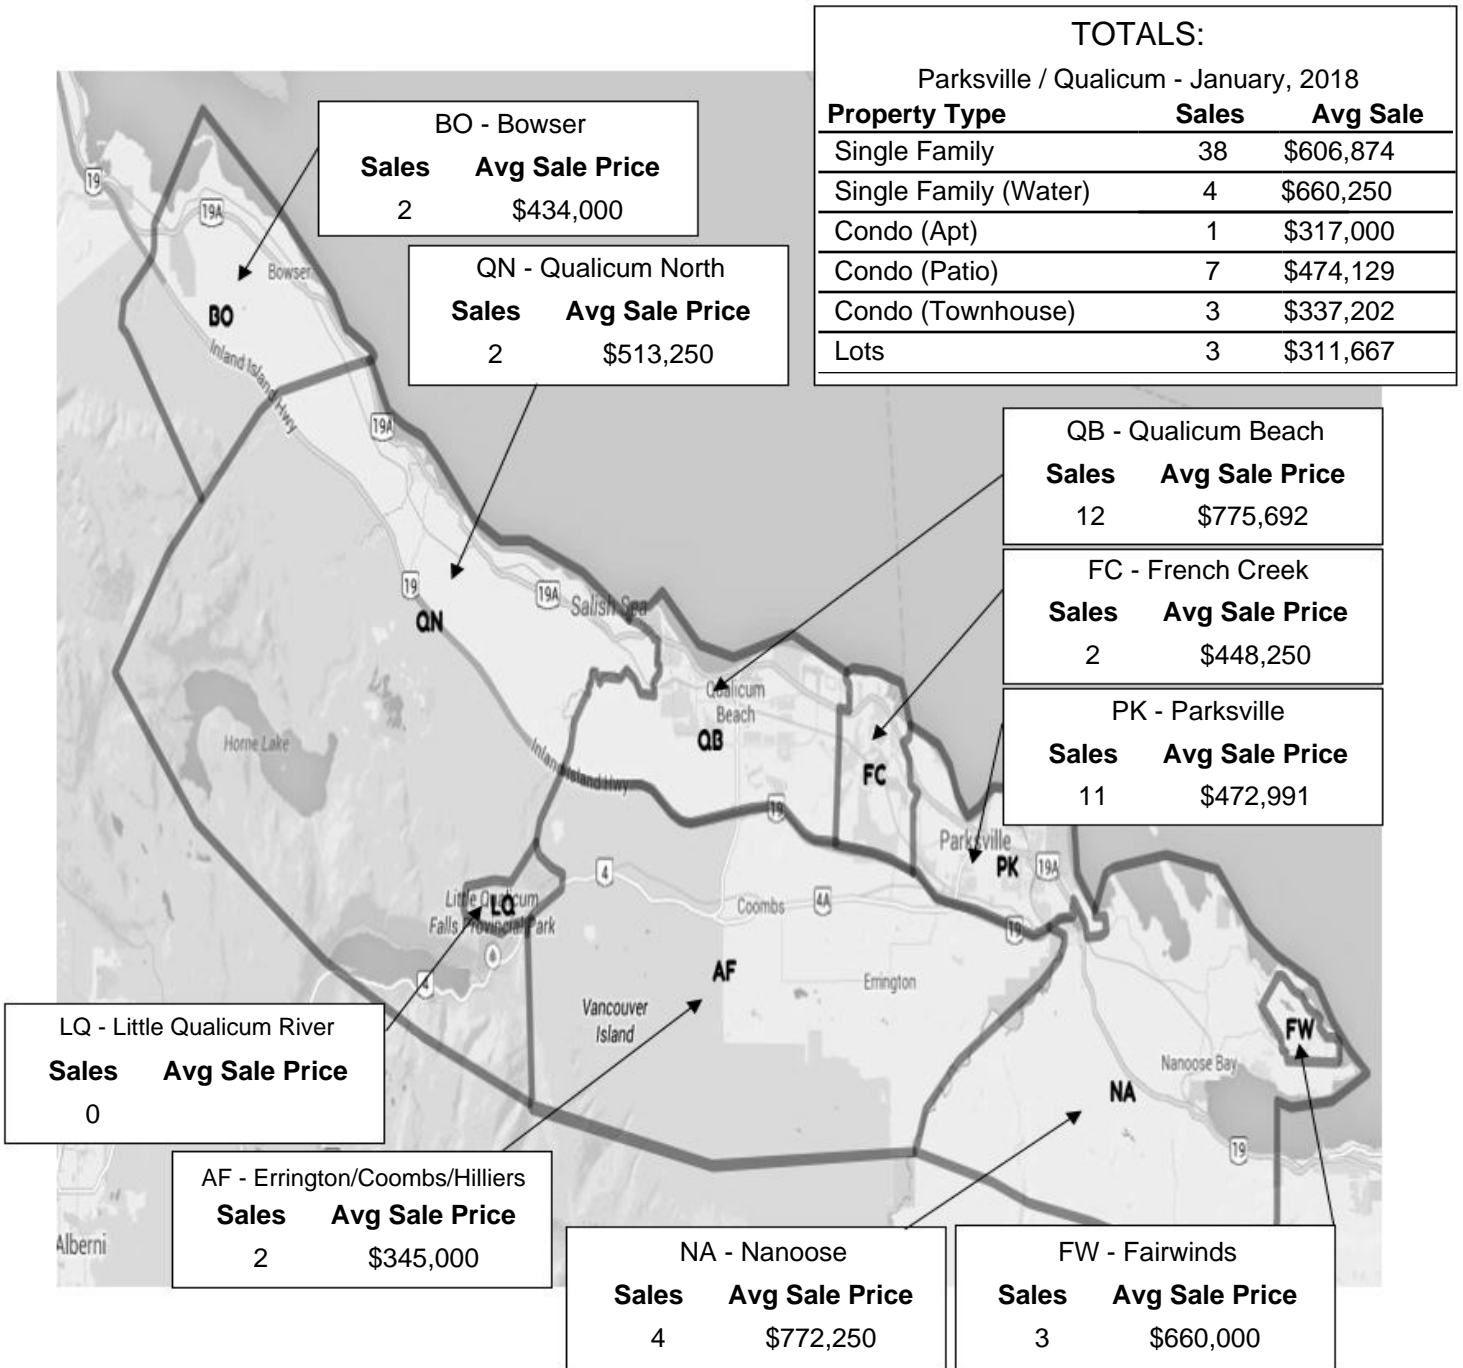 TOTALS:
Parksville / Qualicum - January, 2018
Property Type Sales Avg Sale
Single Family 38 $606,874
Single Family (Water) 4 $660,250
Condo (Apt) 1 $317,000
Condo (Patio) 7 $474,129
Condo (Townhouse) 3 $337,202
Lots 3 $311,667
BO - Bowser
Sales Avg Sale Price
2 $434,000
QN - Qualicum North
Sales Avg Sale Price
2 $513,250
QB - Qualicum Beach
Sales Avg Sale Price
12 $775,692
FC - French Creek
Sales Avg Sale Price
2 $448,250
PK - Parksville
Sales Avg Sale Price
11 $472,991
LQ - Little Qualicum River
Sales Avg Sale Price
0
AF - Errington/Coombs/Hilliers
Sales Avg Sale Price
2 $345,000
NA - Nanoose
Sales Avg Sale Price
4 $772,250
FW - Fairwinds
Sales Avg Sale Price
3 $660,000
19
19A
Bowser
BO
Inland Island Hwy
19A
19
19A
Salish Sea
QN
Qualicum
Beach
QB
Horne Lake
Inland Island Hwy
FC
19
Parksville
PK
19A
4
Little Qualicum
Falls Provincial Park
LQ
Coombs
4A
19
4
AF
Errington
Vancouver
Island
FW
Nanoose Bay
NA
19
Alberni